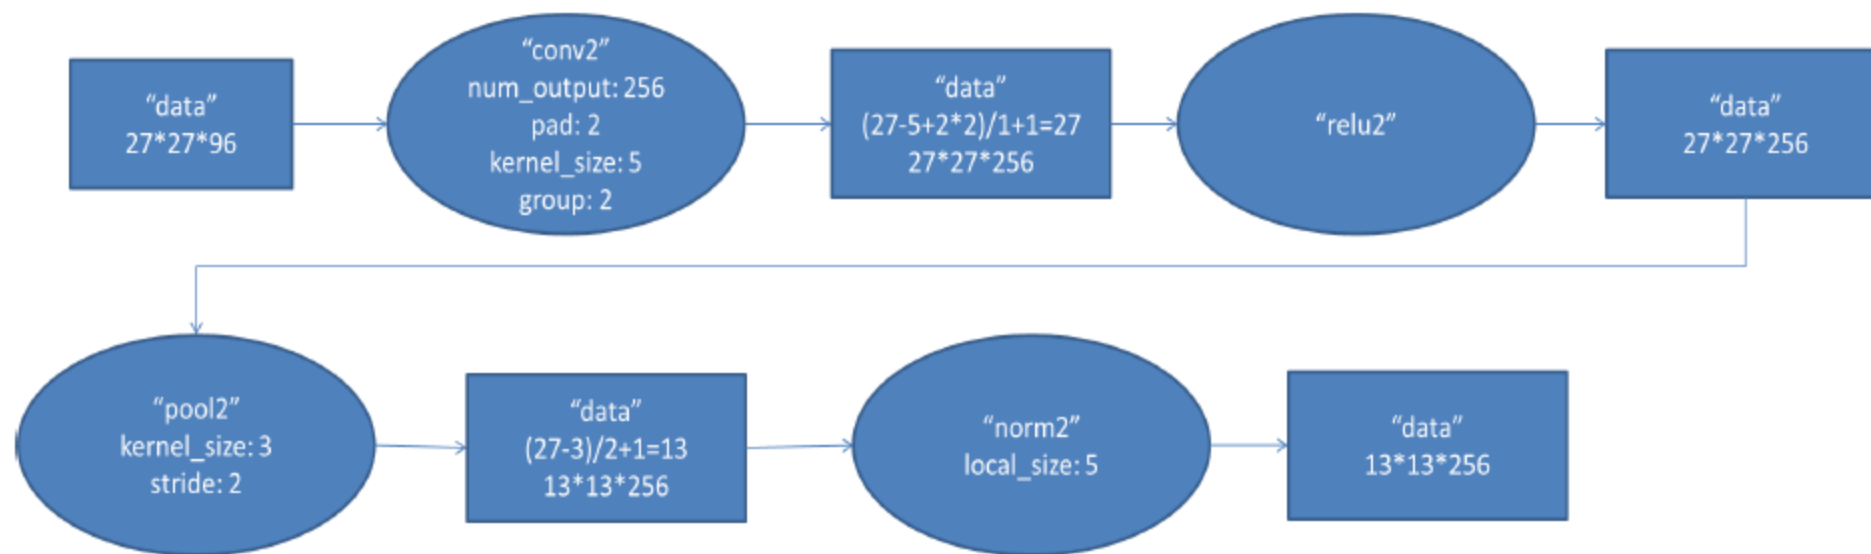 “data”
27*27*96
“conv2”
num_output: 256
pad: 2
kernel_size: 5
group: 2
“data”
(27-5+2*2)/1+1=27
27*27*256
“relu2”
“data”
27*27*256
“pool2”
kernel_size: 3
stride: 2
“data”
(27-3)/2+1=13
13*13*256
“norm2”
local_size: 5
“data”
13*13*256